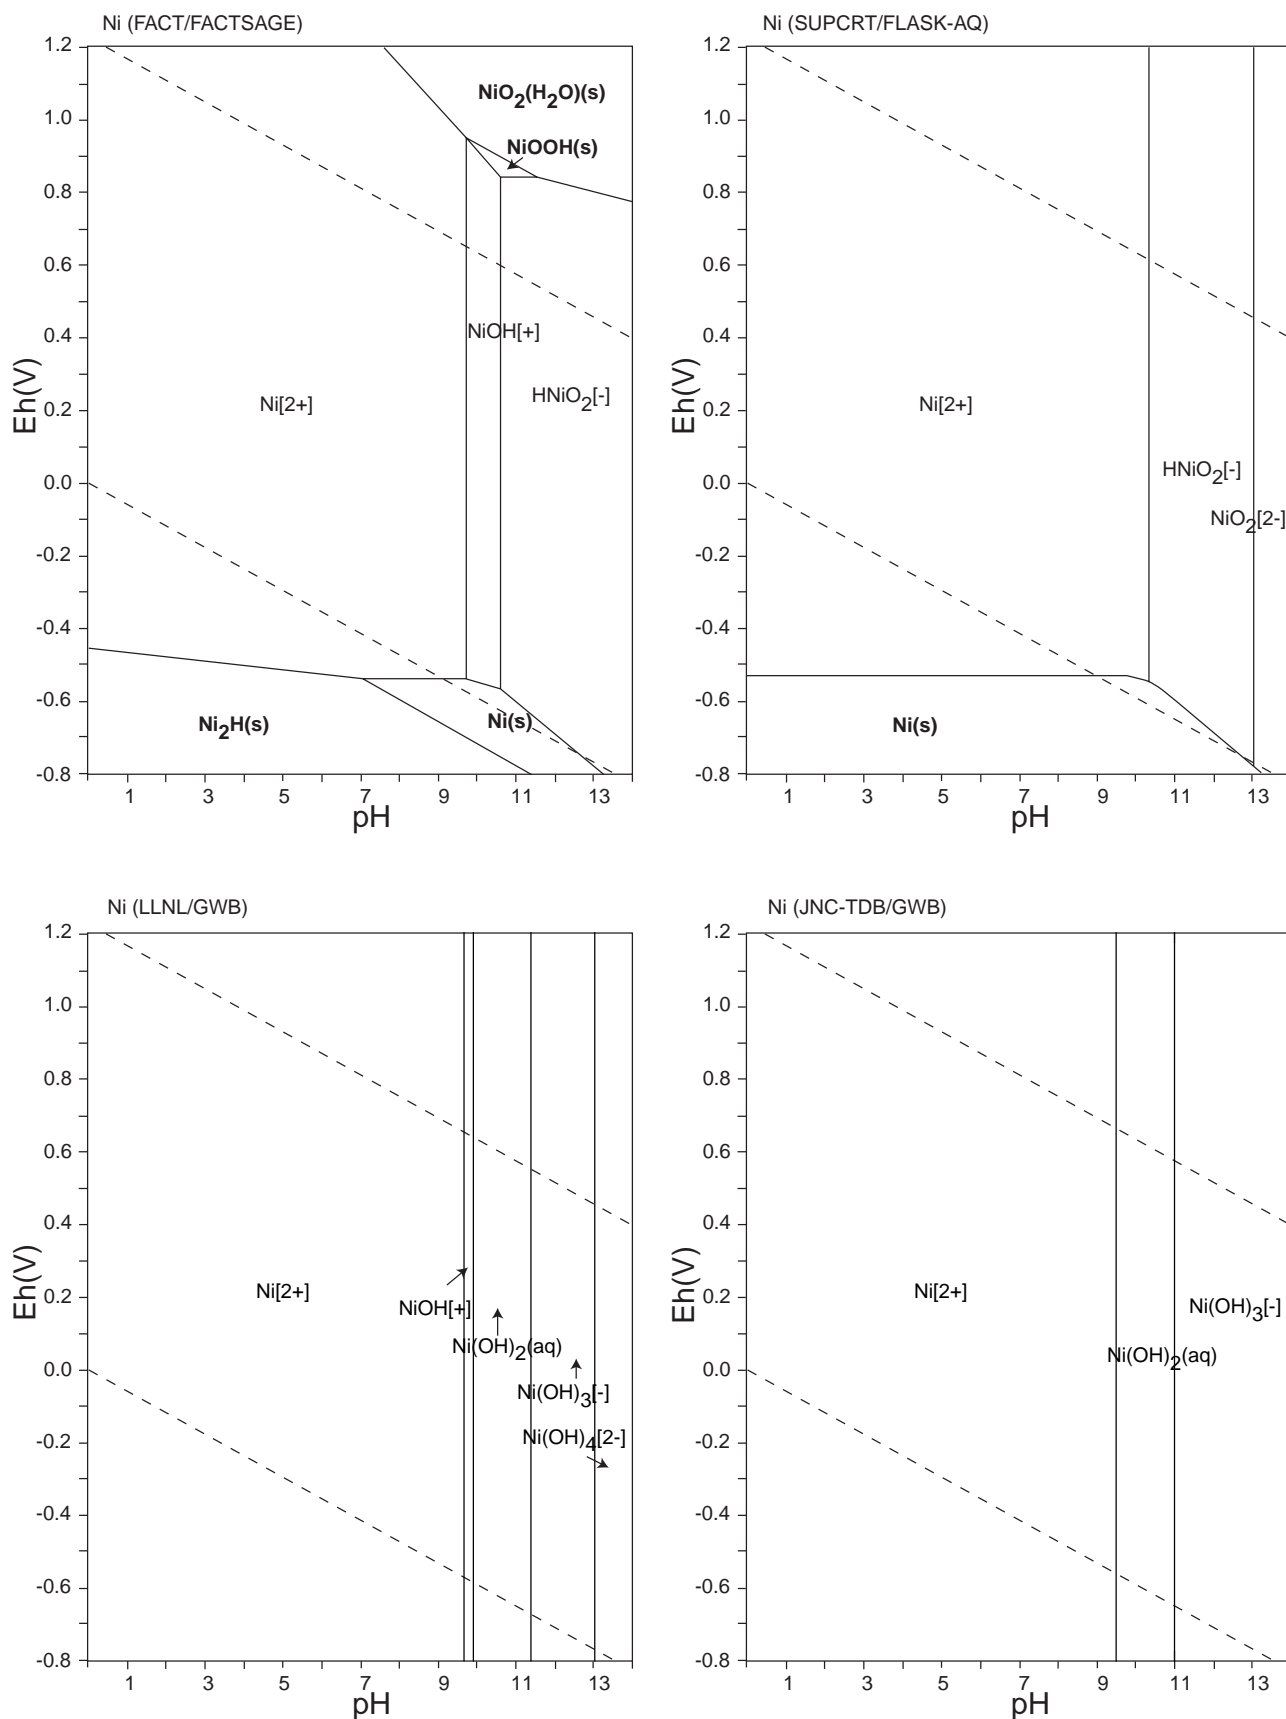 Ni (FACT/FACTSAGE)
1.2
1.0
0.8
0.6
0.4
0.2
0.0
-0.2
-0.4
-0.6
-0.8
Eh(V)
NiO2(H2O)(s)
NiOOH(s)
NiOH[+]
HNiO2[-]
Ni[2+]
Ni2H(s)
Ni(s)
1 3 5 7 9 11 13
pH
Ni (SUPCRT/FLASK-AQ)
1.2
1.0
0.8
0.6
0.4
0.2
0.0
-0.2
-0.4
-0.6
-0.8
Eh(V)
Ni[2+]
HNiO2[-]
NiO2[2-]
Ni(s)
1 3 5 7 9 11 13
pH
Ni (LLNL/GWB)
1.2
1.0
0.8
0.6
0.4
0.2
0.0
-0.2
-0.4
-0.6
-0.8
Eh(V)
Ni[2+]
NiOH[+]
Ni(OH)2(aq)
Ni(OH)3[-]
Ni(OH)4[2-]
1 3 5 7 9 11 13
pH
Ni (JNC-TDB/GWB)
1.2
1.0
0.8
0.6
0.4
0.2
0.0
-0.2
-0.4
-0.6
-0.8
Eh(V)
Ni[2+]
Ni(OH)3[-]
Ni(OH)2(aq)
1 3 5 7 9 11 13
pH